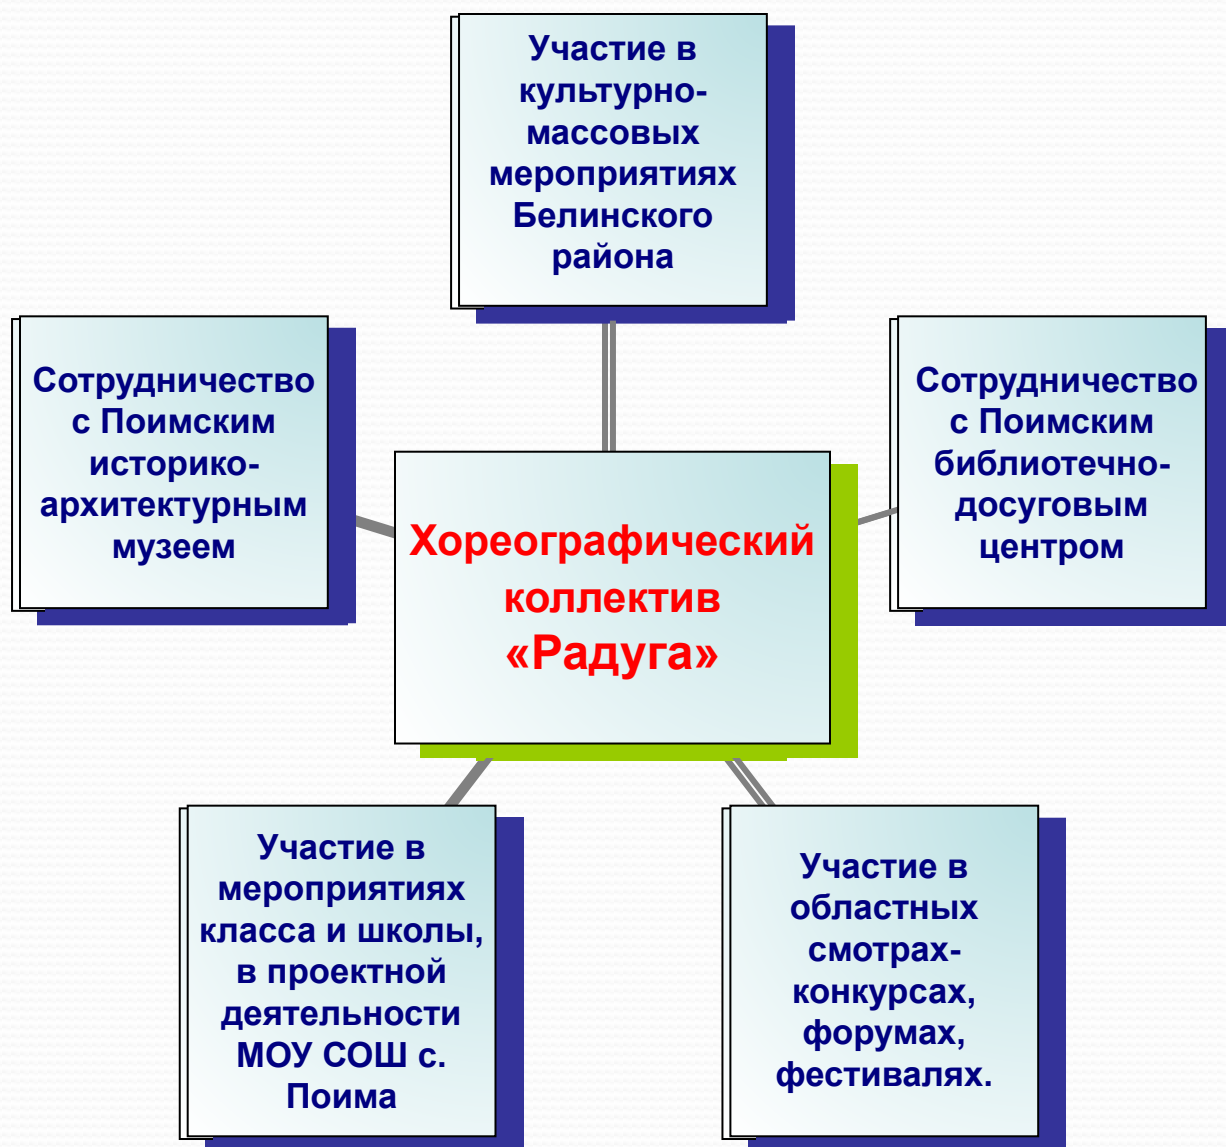 Участие в
культурно-
массовых
мероприятиях
Белинского
района
Сотрудничество
с Поимским
историко-
архитектурным
музеем
Хореографический
коллектив
«Радуга»
Сотрудничество
с Поимским
библиотечно-
досуговым
центром
Участие в
мероприятиях
класса и школы,
в проектной
деятельности
МОУ СОШ с.
Поима
Участие в
областных
смотрах-
конкурсах,
форумах,
фестивалях.